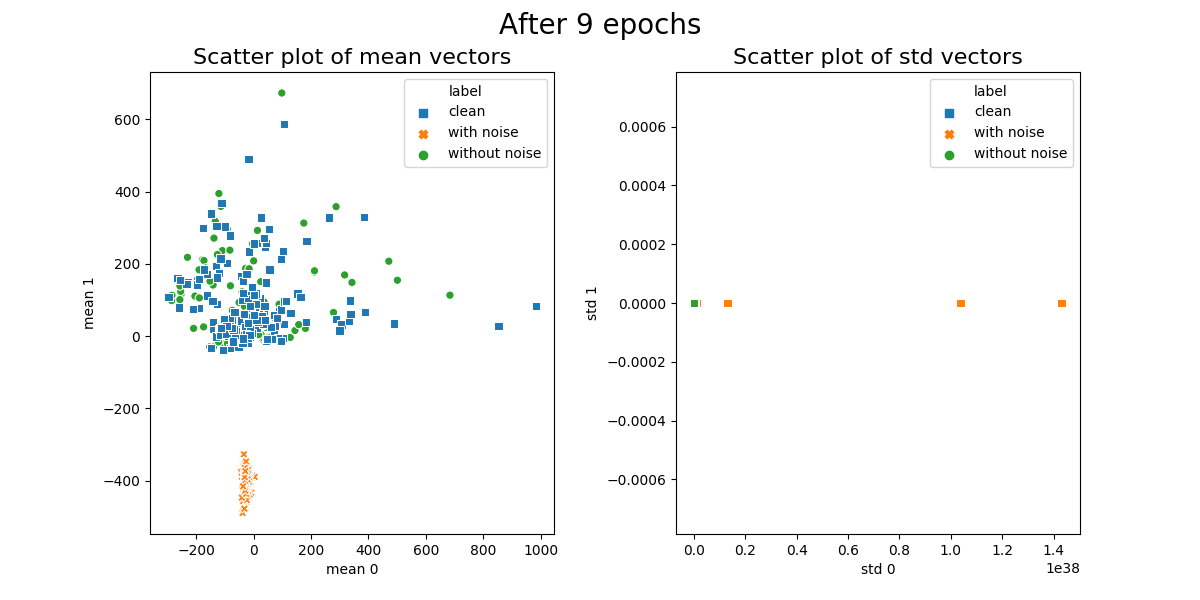 After 9 epochs
Scatter plot of mean vectors
label
clean
with noise
without noise
600
400
200
0
−200
−400
mean 1
−200
0
200
400
600
800
1000
mean 0
Scatter plot of std vectors
label
clean
with noise
without noise
0.0006
0.0004
0.0002
0.0000
−0.0002
−0.0004
−0.0006
std 1
0.0
0.2
0.4
0.6
0.8
1.0
1.2
1.4
1e38
std 0